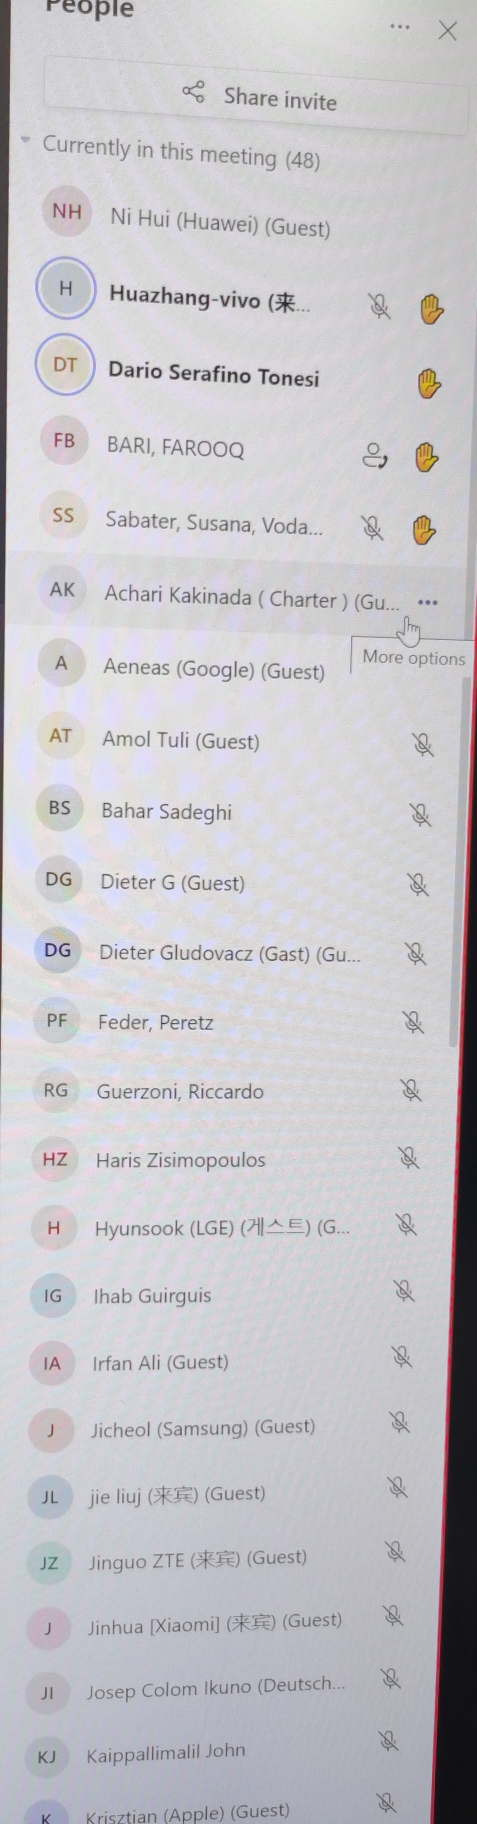 People
Share invite
Currently in this meeting (48)
NH Ni Hui (Huawei) (Guest)
H Huazhang-vivo (来...
DT Dario Serafino Tonesi
FB BARI, FAROOQ
SS Sabater, Susana, Voda...
AK Achari Kakinada ( Charter ) (Gu...
More options
A Aeneas (Google) (Guest)
AT Amol Tuli (Guest)
BS Bahar Sadeghi
DG Dieter G (Guest)
DG Dieter Gludovacz (Gast) (Gu...
PF Feder, Peretz
RG Guerzoni, Riccardo
HZ Haris Zisimopoulos
H Hyunsook (LGE) (게스트) (G...
IG Ihab Guirguis
IA Irfan Ali (Guest)
J Jicheol (Samsung) (Guest)
JL jie liuj (来宾) (Guest)
JZ Jinguo ZTE (来宾) (Guest)
J Jinhua [Xiaomi] (来宾) (Guest)
JI Josep Colom Ikuno (Deutsch...
KJ Kaippallimalil John
K Krisztian (Apple) (Guest)